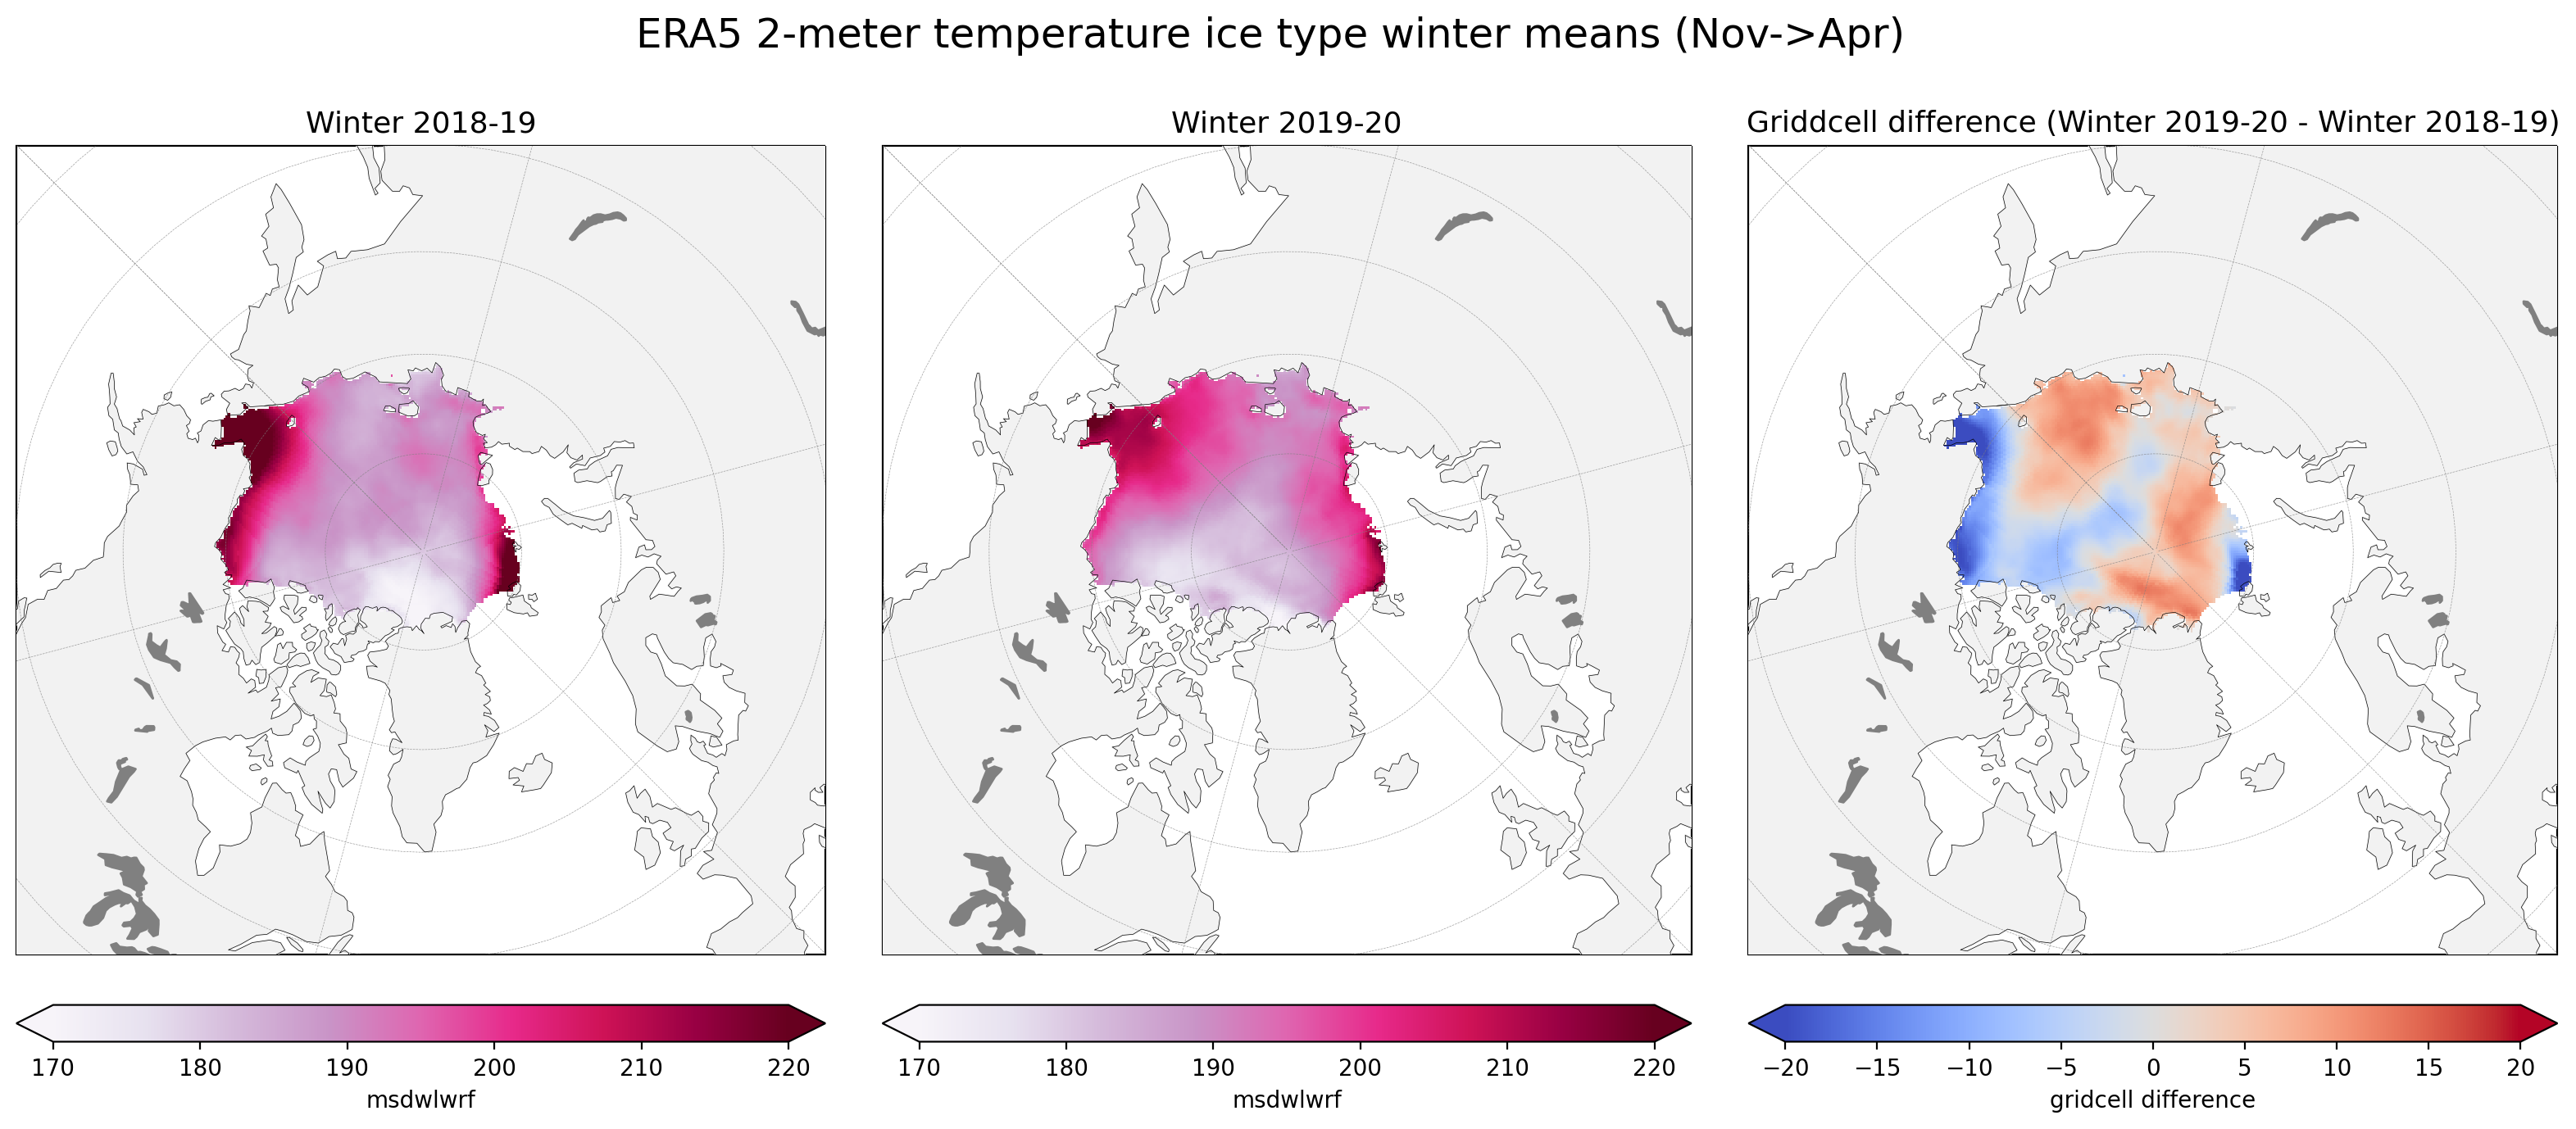 ERA5 2-meter temperature ice type winter means (Nov->Apr)
Winter 2018-19
Winter 2019-20
Griddcell difference (Winter 2019-20 - Winter 2018-19)
170 180 190 200 210 220
msdwlwrf
170 180 190 200 210 220
msdwlwrf
−20 −15 −10 −5 0 5 10 15 20
gridcell difference